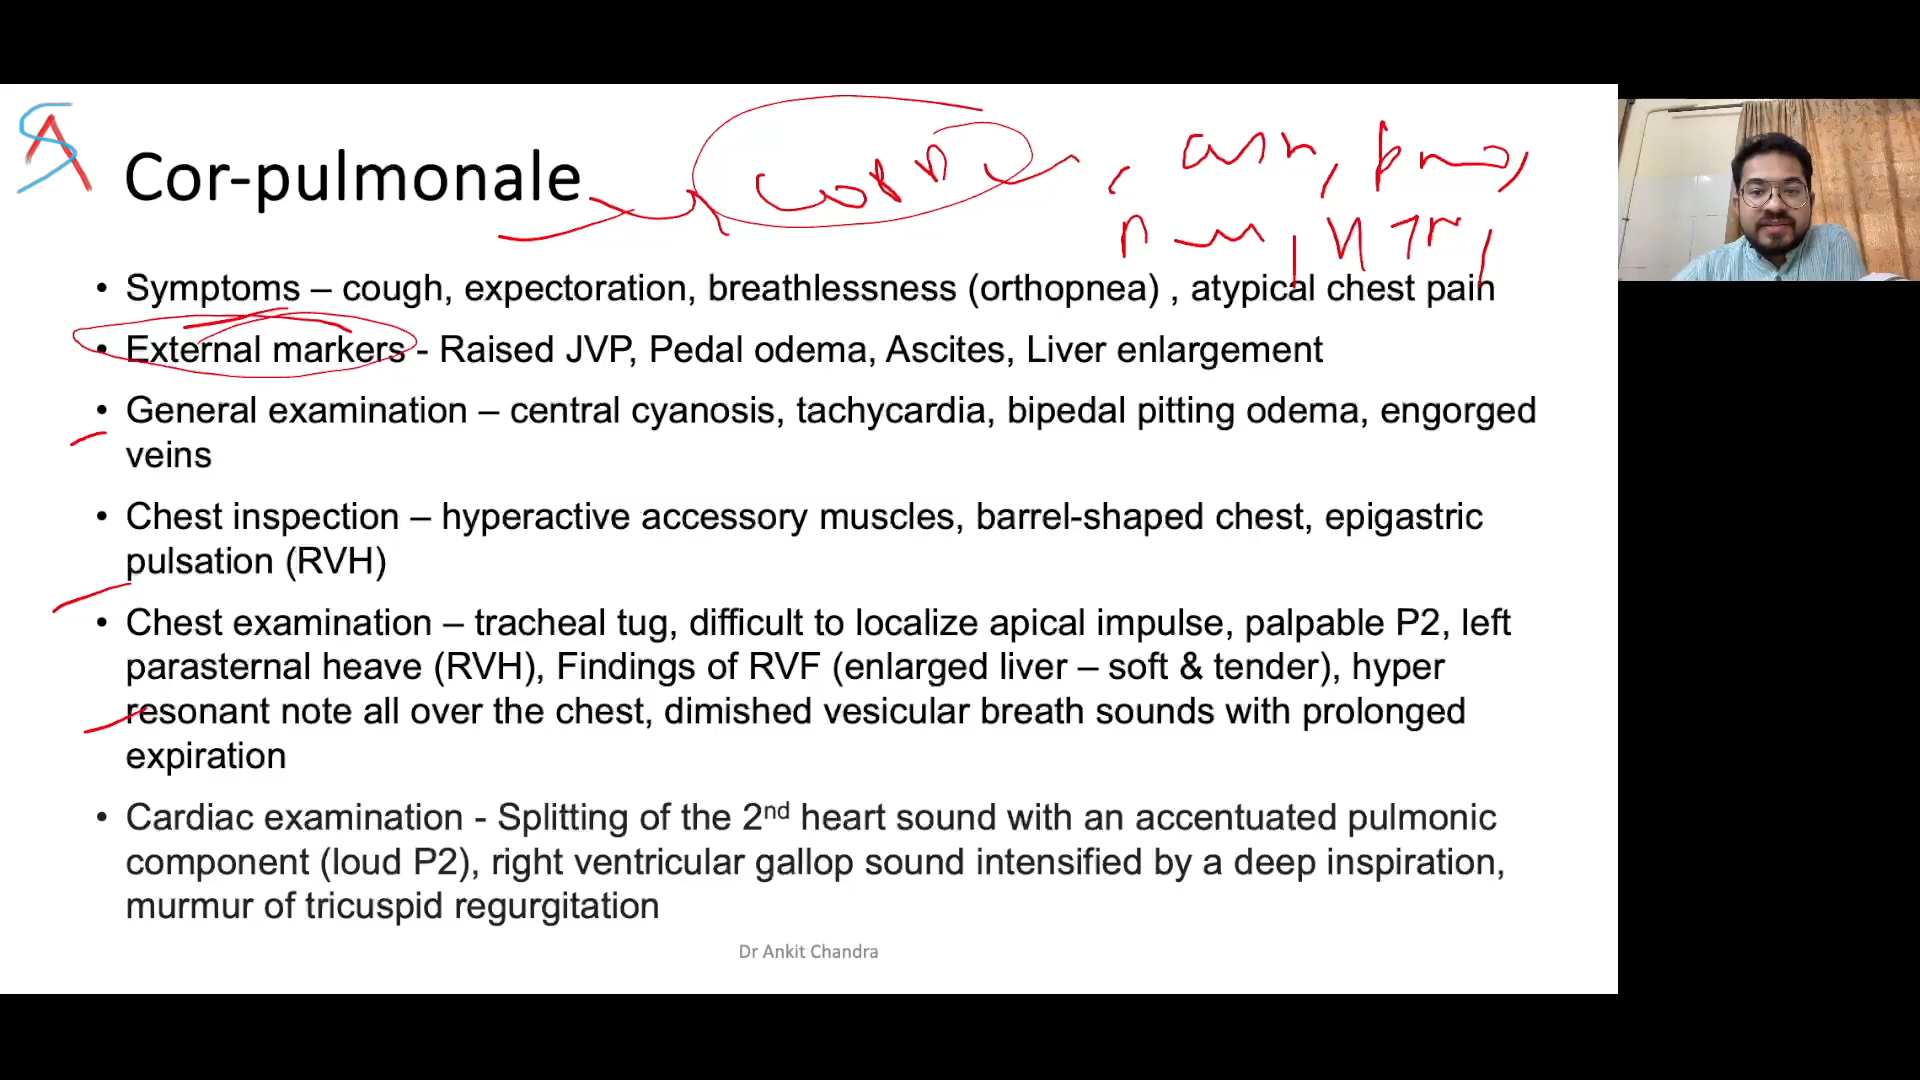 Cor-pulmonale
• Symptoms – cough, expectoration, breathlessness (orthopnea) , atypical chest pain
• External markers - Raised JVP, Pedal odema, Ascites, Liver enlargement
• General examination – central cyanosis, tachycardia, bipedal pitting odema, engorged
veins
• Chest inspection – hyperactive accessory muscles, barrel-shaped chest, epigastric
pulsation (RVH)
• Chest examination – tracheal tug, difficult to localize apical impulse, palpable P2, left
parasternal heave (RVH), Findings of RVF (enlarged liver – soft & tender), hyper
resonant note all over the chest, dimished vesicular breath sounds with prolonged
expiration
• Cardiac examination - Splitting of the 2nd heart sound with an accentuated pulmonic
component (loud P2), right ventricular gallop sound intensified by a deep inspiration,
murmur of tricuspid regurgitation
Dr Ankit Chandra